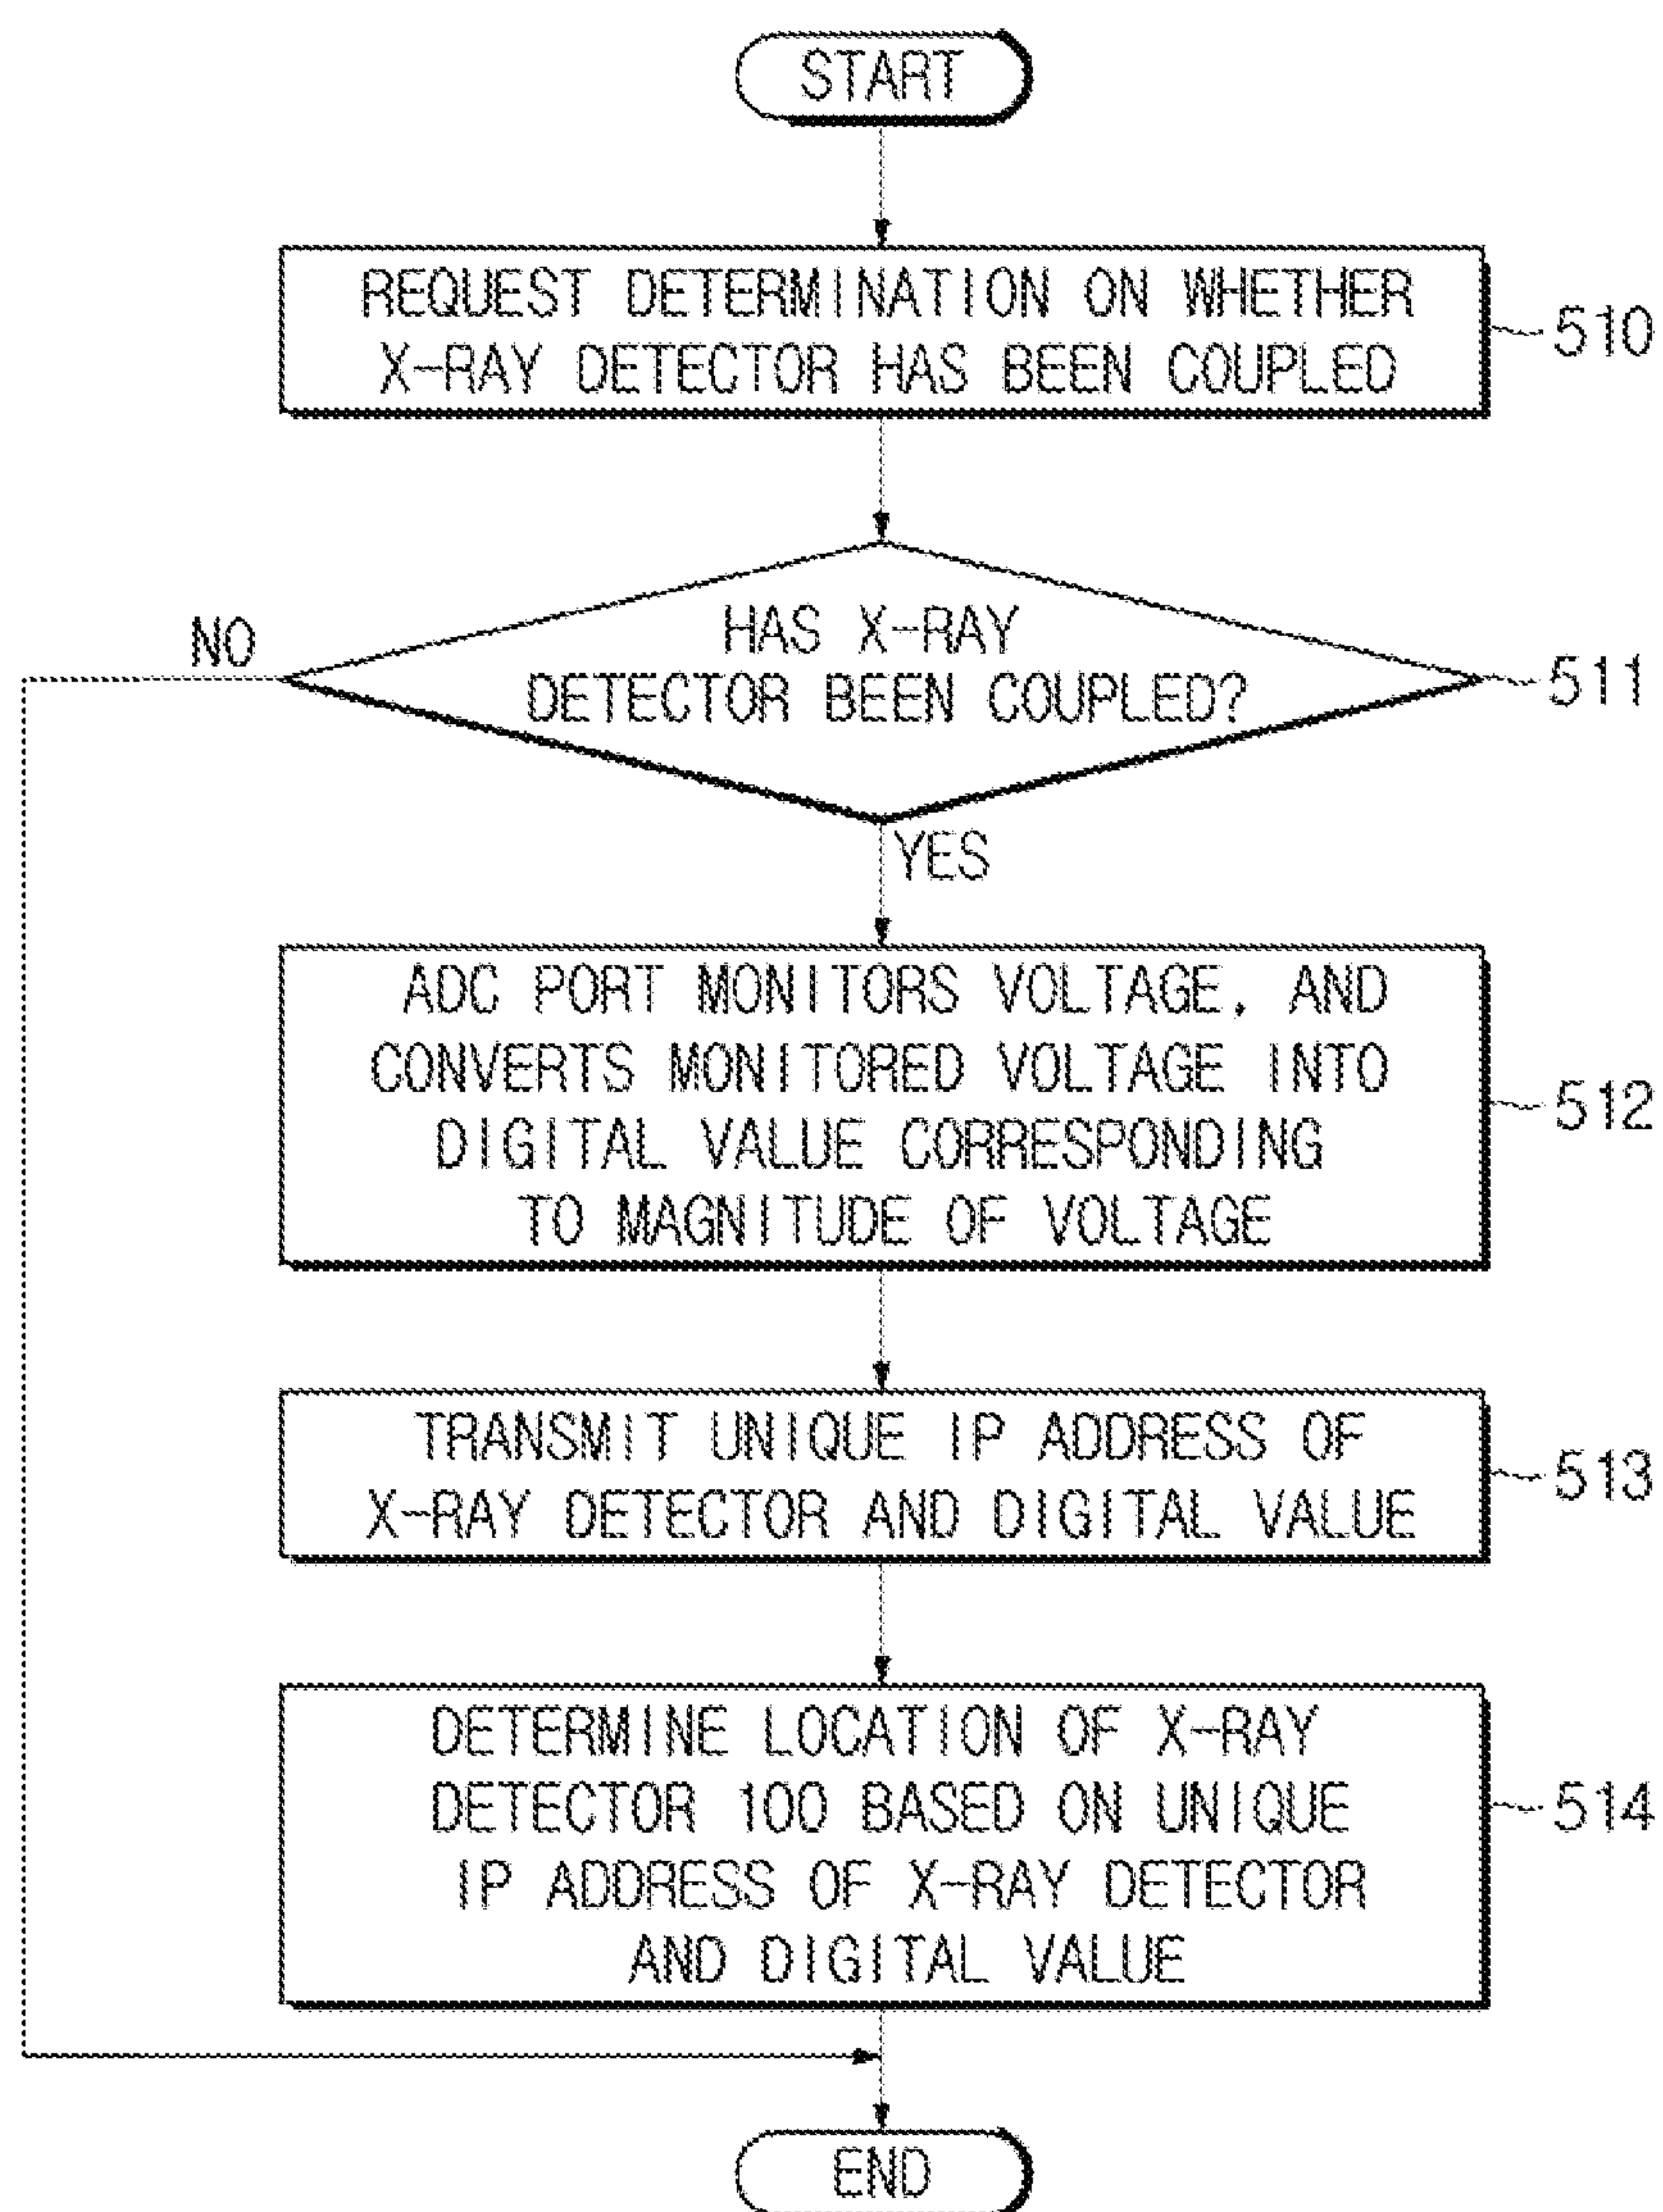 START
REQUEST DETERMINATION ON WHETHER
X-RAY DETECTOR HAS BEEN COUPLED
510
HAS X-RAY
DETECTOR BEEN COUPLED?
511
NO
YES
ADC PORT MONITORS VOLTAGE, AND
CONVERTS MONITORED VOLTAGE INTO
DIGITAL VALUE CORRESPONDING
TO MAGNITUDE OF VOLTAGE
512
TRANSMIT UNIQUE IP ADDRESS OF
X-RAY DETECTOR AND DIGITAL VALUE
513
DETERMINE LOCATION OF X-RAY
DETECTOR 100 BASED ON UNIQUE
IP ADDRESS OF X-RAY DETECTOR
AND DIGITAL VALUE
514
END